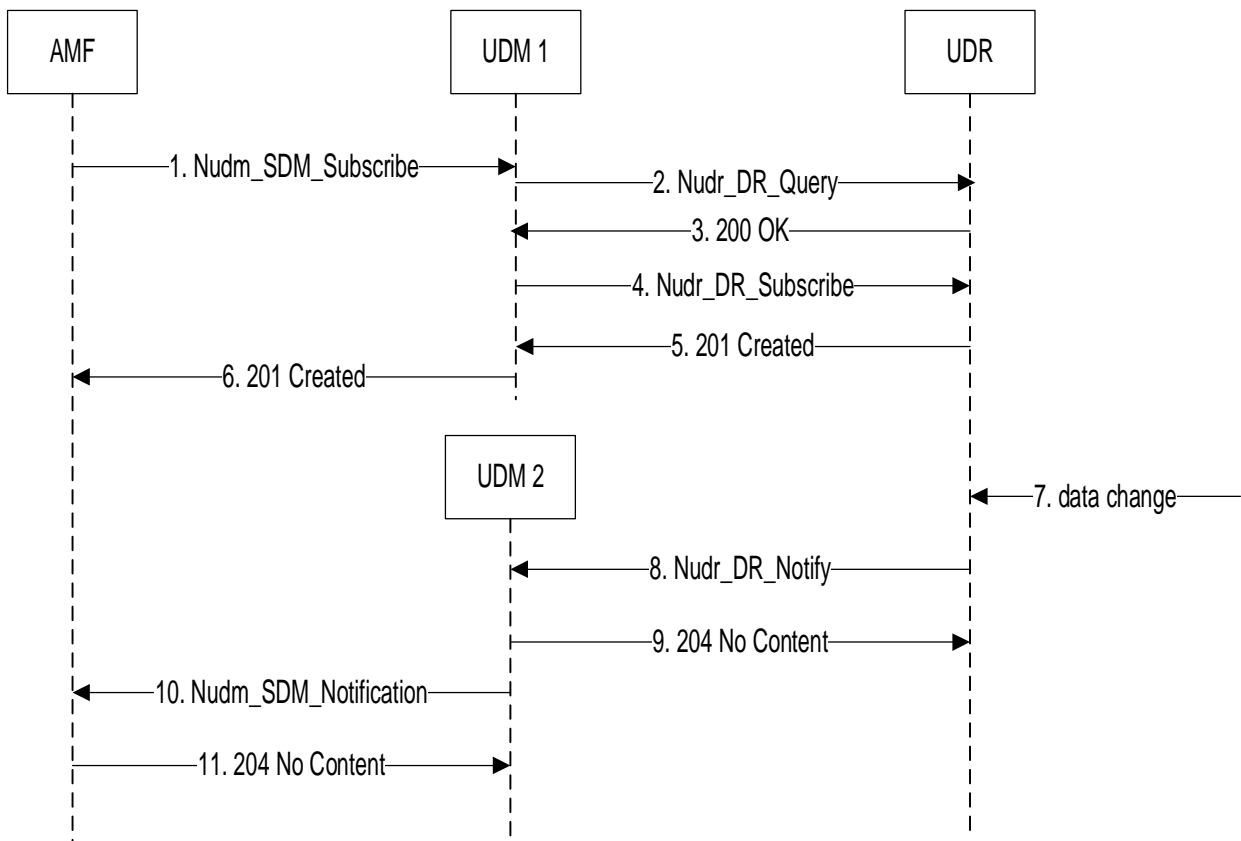 AMF
UDM 1
UDR
1. Nudm_SDM_Subscribe
2. Nudr_DR_Query
3. 200 OK
4. Nudr_DR_Subscribe
5. 201 Created
6. 201 Created
UDM 2
7. data change
8. Nudr_DR_Notify
9. 204 No Content
10. Nudm_SDM_Notification
11. 204 No Content